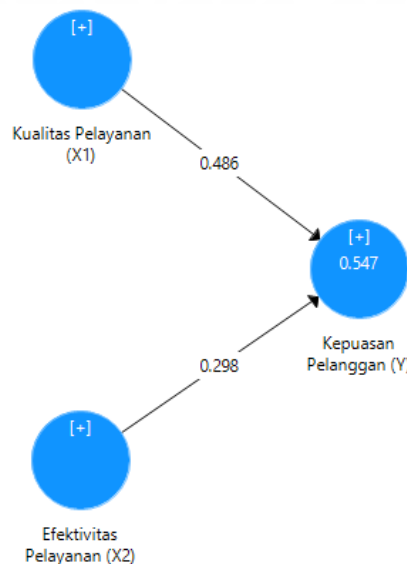 [+]
Kualitas Pelayanan
(X1)
0.486
[+]
0.547
Kepuasan
Pelanggan (Y)
0.298
[+]
Efektivitas
Pelayanan (X2)